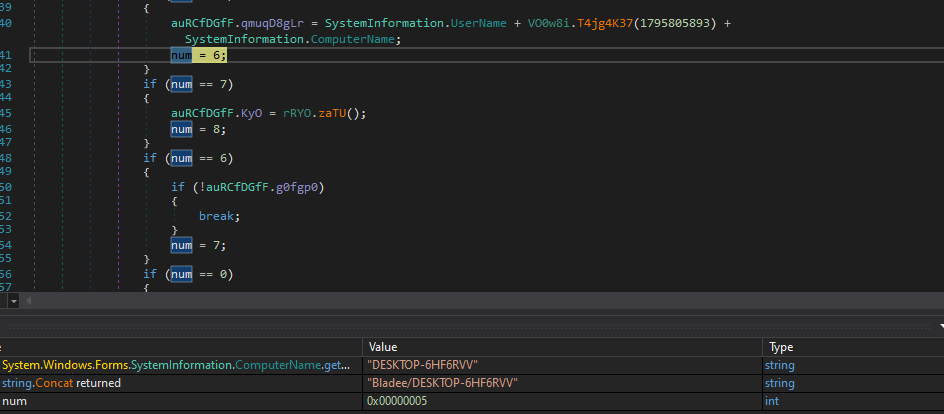 39 {
40 auRCfDGfF.qmuqD8gLr = SystemInformation.UserName + VO0w8i.T4jg4K37(1795805893) +
SystemInformation.ComputerName;
41 num = 6;
42 }
43 if (num == 7)
44 {
45 auRCfDGfF.KyO = rRYO.zaTU();
46 num = 8;
47 }
48 if (num == 6)
49 {
50 if (!auRCfDGfF.g0fgp0)
51 {
52 break;
53 }
54 num = 7;
55 }
56 if (num == 0)
57 {
Value Type
System.Windows.Forms.SystemInformation.ComputerName.get... "DESKTOP-6HF6RVV" string
string.Concat returned "Bladee/DESKTOP-6HF6RVV" string
num 0x00000005 int